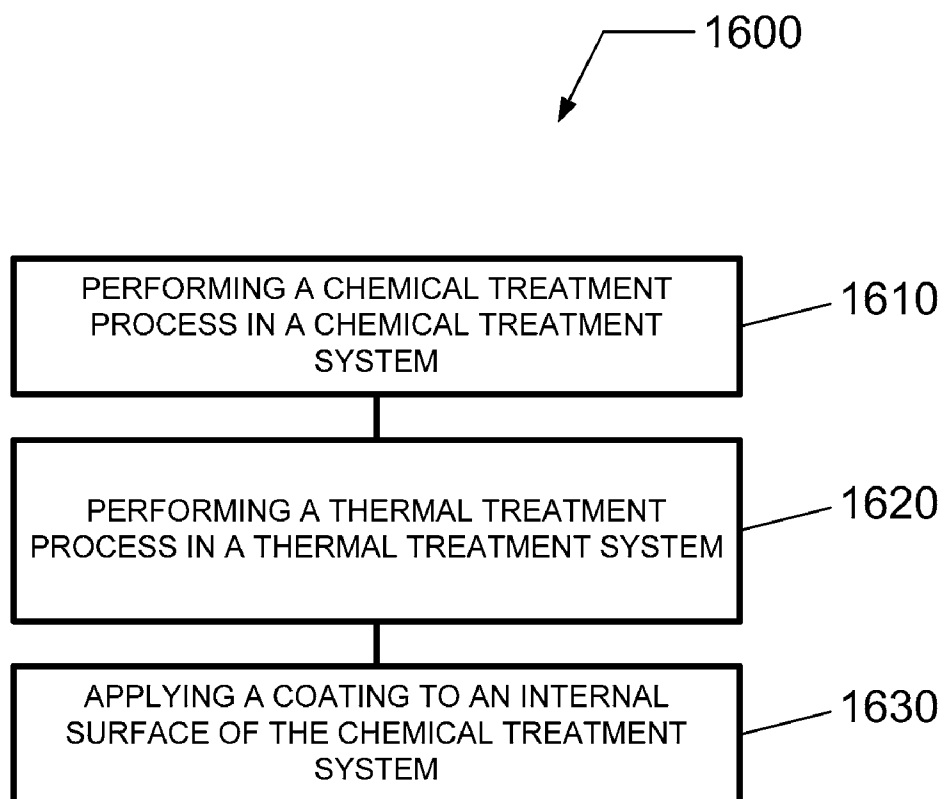 1600
PERFORMING A CHEMICAL TREATMENT
PROCESS IN A CHEMICAL TREATMENT
SYSTEM
1610
PERFORMING A THERMAL TREATMENT
PROCESS IN A THERMAL TREATMENT SYSTEM
1620
APPLYING A COATING TO AN INTERNAL
SURFACE OF THE CHEMICAL TREATMENT
SYSTEM
1630